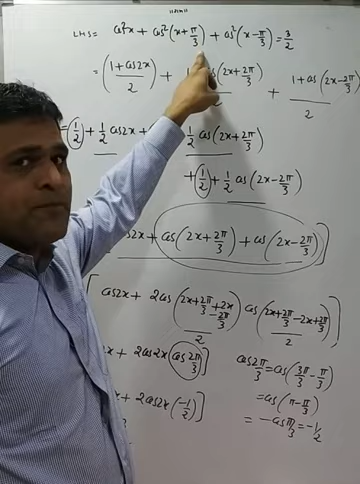 LHS = cos²x + cos²(x + π/3) + cos²(x - π/3) = 3/2
= (1 + cos2x)/2 + cos(2x + 2π/3)/2 + 1 + cos(2x - 2π/3)/2
= (1/2) + 1/2 cos2x + 1/2 cos(2x + 2π/3)
+ (1/2) + 1/2 cos(2x - 2π/3)
cos2x + cos(2x + 2π/3) + cos(2x - 2π/3)]
[cos2x + 2cos(2x + 2π/3 + 2x - 2π/3)/2 cos(2x + 2π/3 - 2x + 2π/3)/2
x + 2cos2x cos 2π/3]
x + 2cos2x(-1/2)]
cos 2π/3 = cos(3π/3 - π/3)
= cos(π - π/3)
= -cos π/3 = -1/2